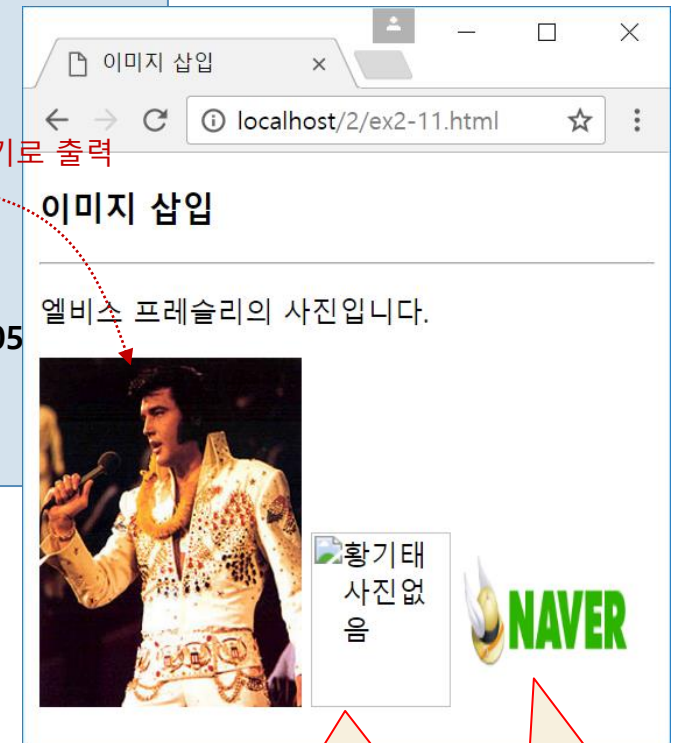 이미지 삽입
localhost/2/ex2-11.html
기로 출력
이미지 삽입
엘비스 프레슬리의 사진입니다.
95
황기태
사진없
음
NAVER